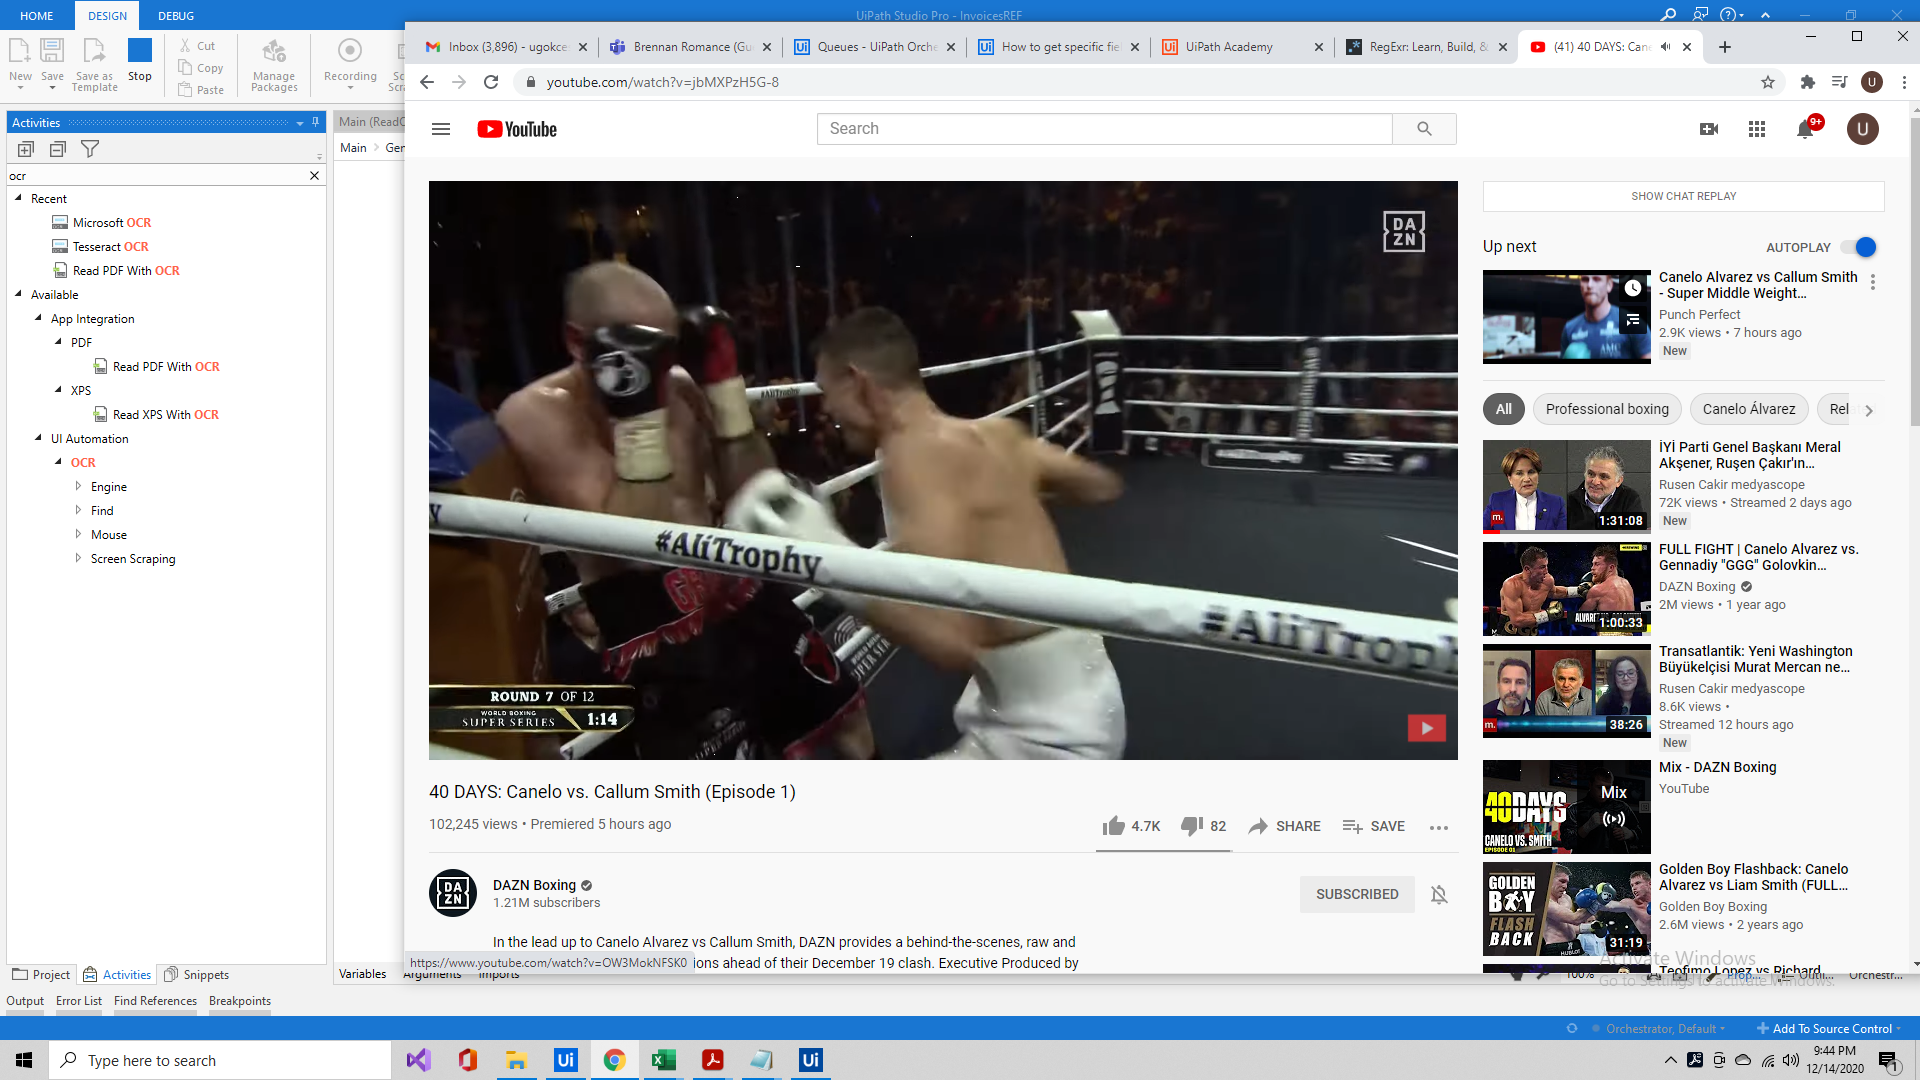 HOME
DESIGN
DEBUG
UiPath Studio Pro - InvoicesREF
New
Save
Save as Template
Stop
Cut
Copy
Paste
Manage Packages
Recording
Inbox (3,896) - ugokce
Brennan Romance (Gu
Queues - UiPath Orche
How to get specific fie
UiPath Academy
RegExr: Learn, Build, &
(41) 40 DAYS: Can
youtube.com/watch?v=jbMXPzH5G-8
Activities
Main (Read
Main > Gen
ocr
Recent
Microsoft OCR
Tesseract OCR
Read PDF With OCR
Available
App Integration
PDF
Read PDF With OCR
XPS
Read XPS With OCR
UI Automation
OCR
Engine
Find
Mouse
Screen Scraping
YouTube
Search
9+
U
DA
ZN
#AliTrophy
#AliTrophy
ROUND 7 OF 12
WORLD BOXING
SUPER SERIES
1:14
40 DAYS: Canelo vs. Callum Smith (Episode 1)
102,245 views • Premiered 5 hours ago
4.7K
82
SHARE
SAVE
DAZN Boxing
1.21M subscribers
SUBSCRIBED
In the lead up to Canelo Alvarez vs Callum Smith, DAZN provides a behind-the-scenes, raw and
ions ahead of their December 19 clash. Executive Produced by
https://www.youtube.com/watch?v=OW3MokNFSK0
SHOW CHAT REPLAY
Up next
AUTOPLAY
Canelo Alvarez vs Callum Smith
- Super Middle Weight...
Punch Perfect
2.9K views • 7 hours ago
New
All
Professional boxing
Canelo Álvarez
Rel
İYİ Parti Genel Başkanı Meral
Akşener, Ruşen Çakır'ın...
Rusen Cakir medyascope
72K views • Streamed 2 days ago
New
1:31:08
FULL FIGHT | Canelo Alvarez vs.
Gennadiy "GGG" Golovkin...
DAZN Boxing
2M views • 1 year ago
1:00:33
Transatlantik: Yeni Washington
Büyükelçisi Murat Mercan ne...
Rusen Cakir medyascope
8.6K views •
Streamed 12 hours ago
New
38:26
Mix - DAZN Boxing
YouTube
40DAYS
CANELO VS. SMITH
EPISODE 01
Mix
Golden Boy Flashback: Canelo
Alvarez vs Liam Smith (FULL...
Golden Boy Boxing
2.6M views • 2 years ago
GOLDEN
BOY
FLASH
BACK
31:19
Teofimo Lopez vs Richard
Activate Windows
Go to Settings to activate Windows.
Project
Activities
Snippets
Variables
Arguments
Imports
100%
Orchestr...
Output
Error List
Find References
Breakpoints
Orchestrator, Default
Add To Source Control
Type here to search
9:44 PM
12/14/2020
1